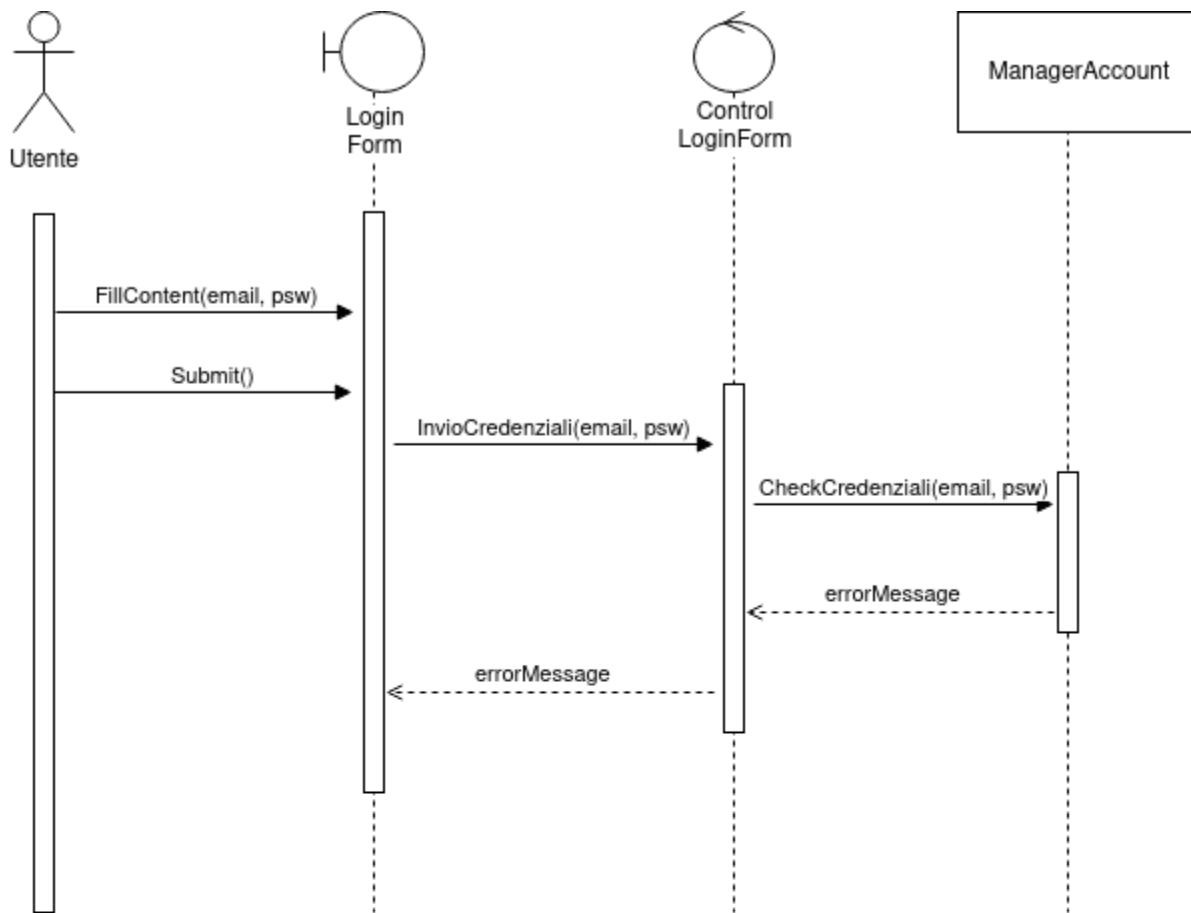 Utente
Login
Form
Control
LoginForm
ManagerAccount
FillContent(email, psw)
Submit()
InvioCredenziali(email, psw)
CheckCredenziali(email, psw)
errorMessage
errorMessage